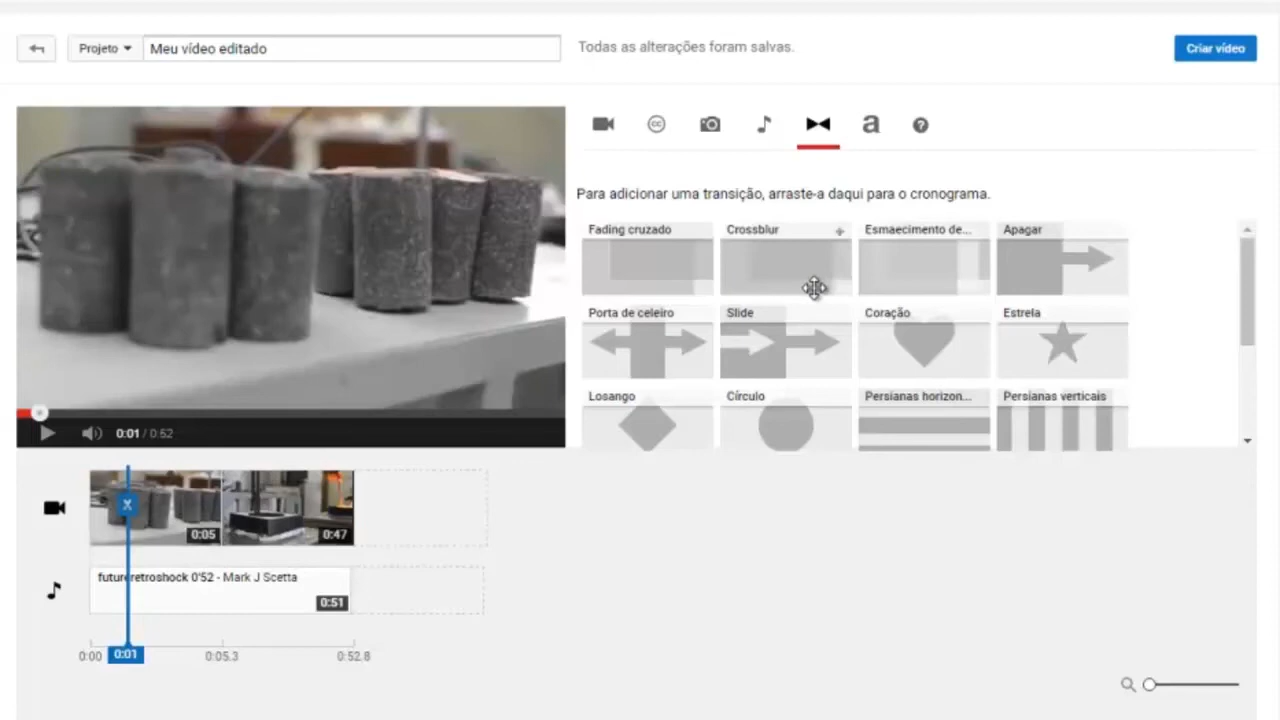 Projeto
Meu vídeo editado
Todas as alterações foram salvas.
Criar vídeo
CC
a
?
Para adicionar uma transição, arraste-a daqui para o cronograma.
Fading cruzado
Crossblur
+
Esmaecimento de...
Apagar
Porta de celeiro
Slide
Coração
Estrela
Losango
Círculo
Persianas horizon...
Persianas verticais
0:01 / 0:52
0:05
0:47
futureretroshock 0'52 - Mark J Scetta
0:51
0:00
0:01
0:05.3
0:52.8